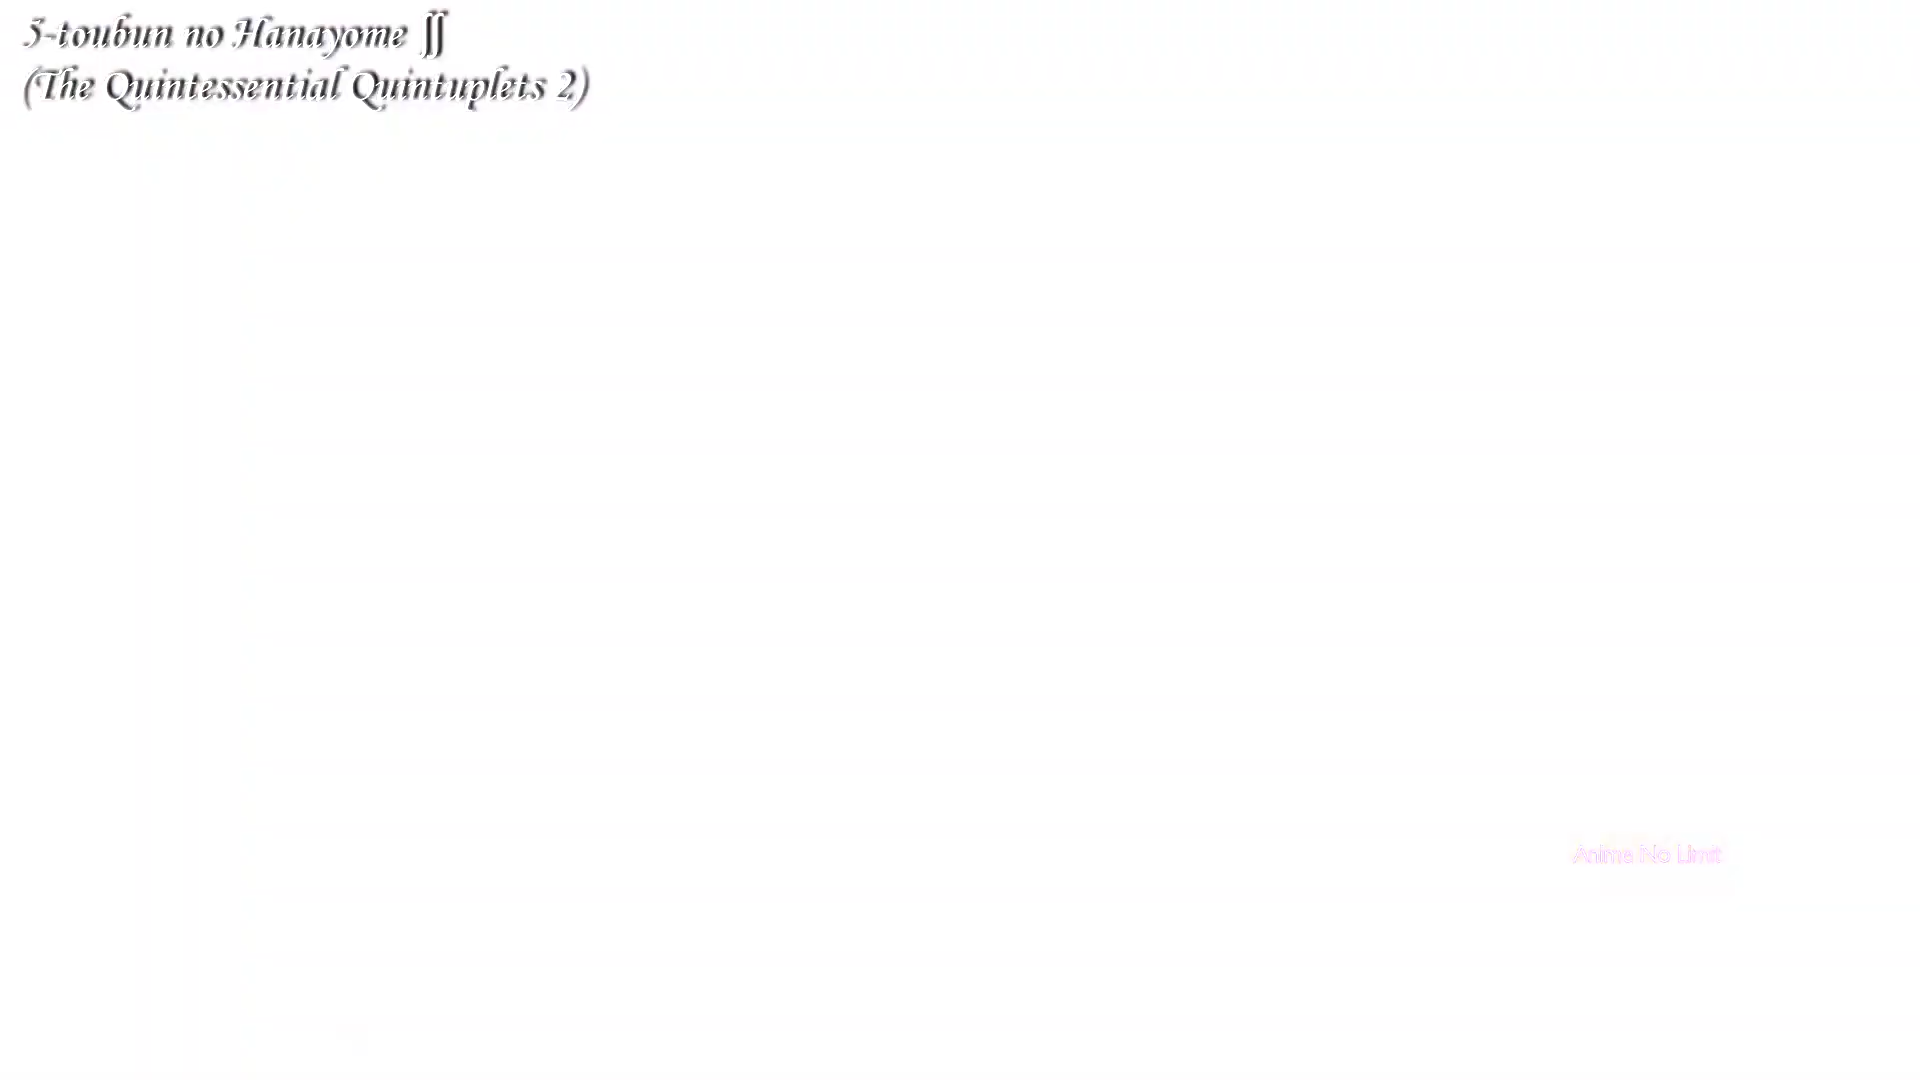 5-toubun no Hanayome ∬
(The Quintessential Quintuplets 2)
Anime No Limit